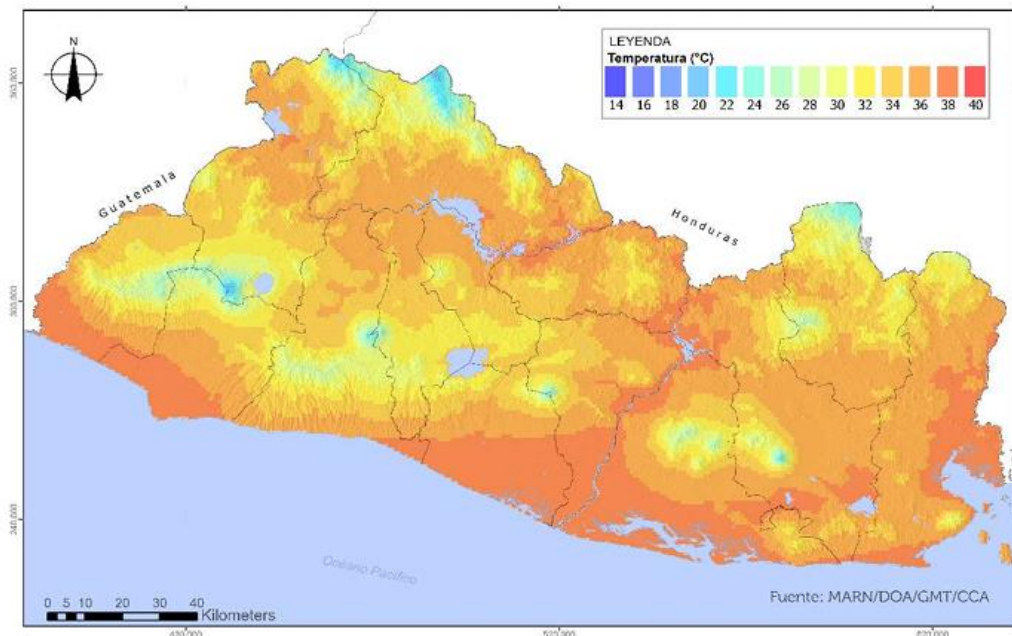 N
LEYENDA
Temperatura (°C)
14 16 18 20 22 24 26 28 30 32 34 36 38 40
Guatemala
Honduras
Océano Pacífico
0 5 10 20 30 40
Kilometers
Fuente: MARN/DOA/GMT/CCA